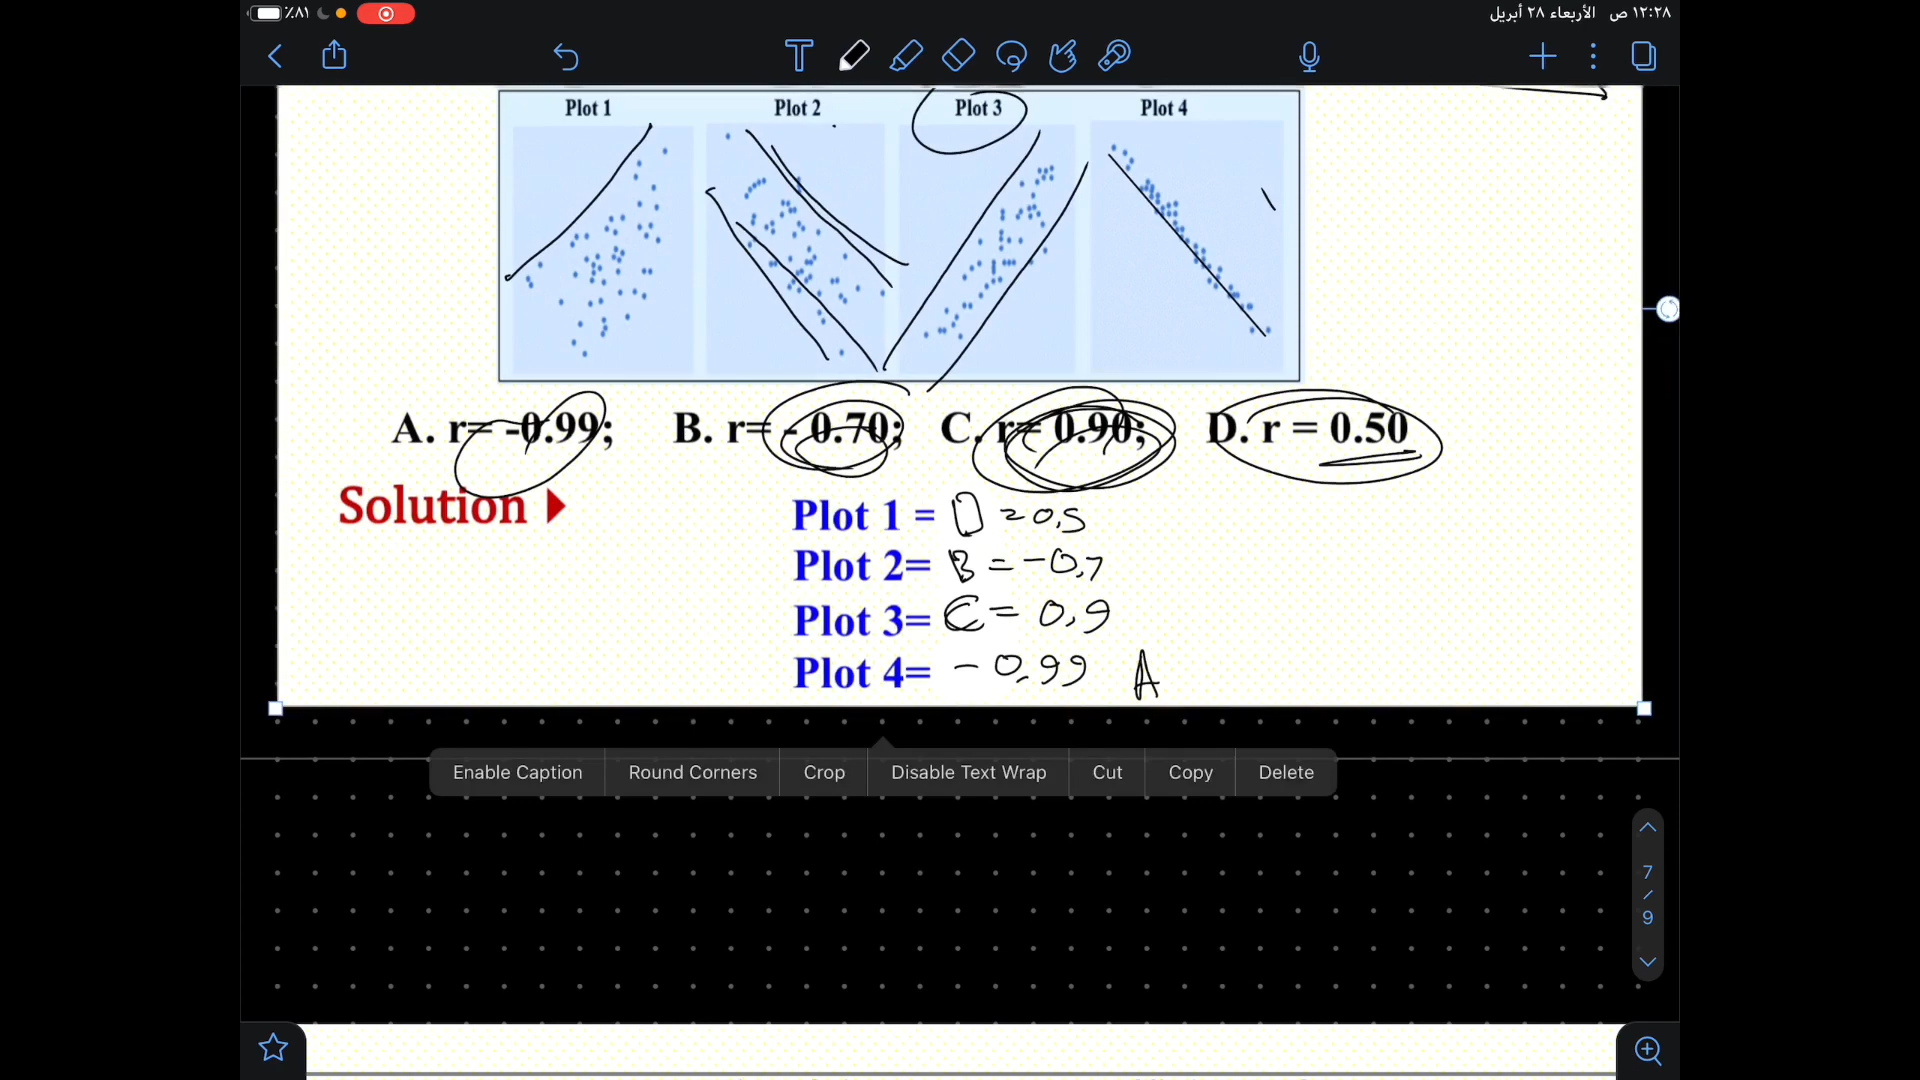 ٪٨١
١٢:٢٨ ص الأربعاء ٢٨ أبريل
Plot 1 Plot 2 Plot 3 Plot 4
A. r= -0.99; B. r= - 0.70; C. r= 0.90; D. r = 0.50
Solution
Plot 1 = D = 0,5
Plot 2= B = -0,7
Plot 3= C = 0,9
Plot 4= -0,99 A
Enable Caption Round Corners Crop Disable Text Wrap Cut Copy Delete
7
/
9